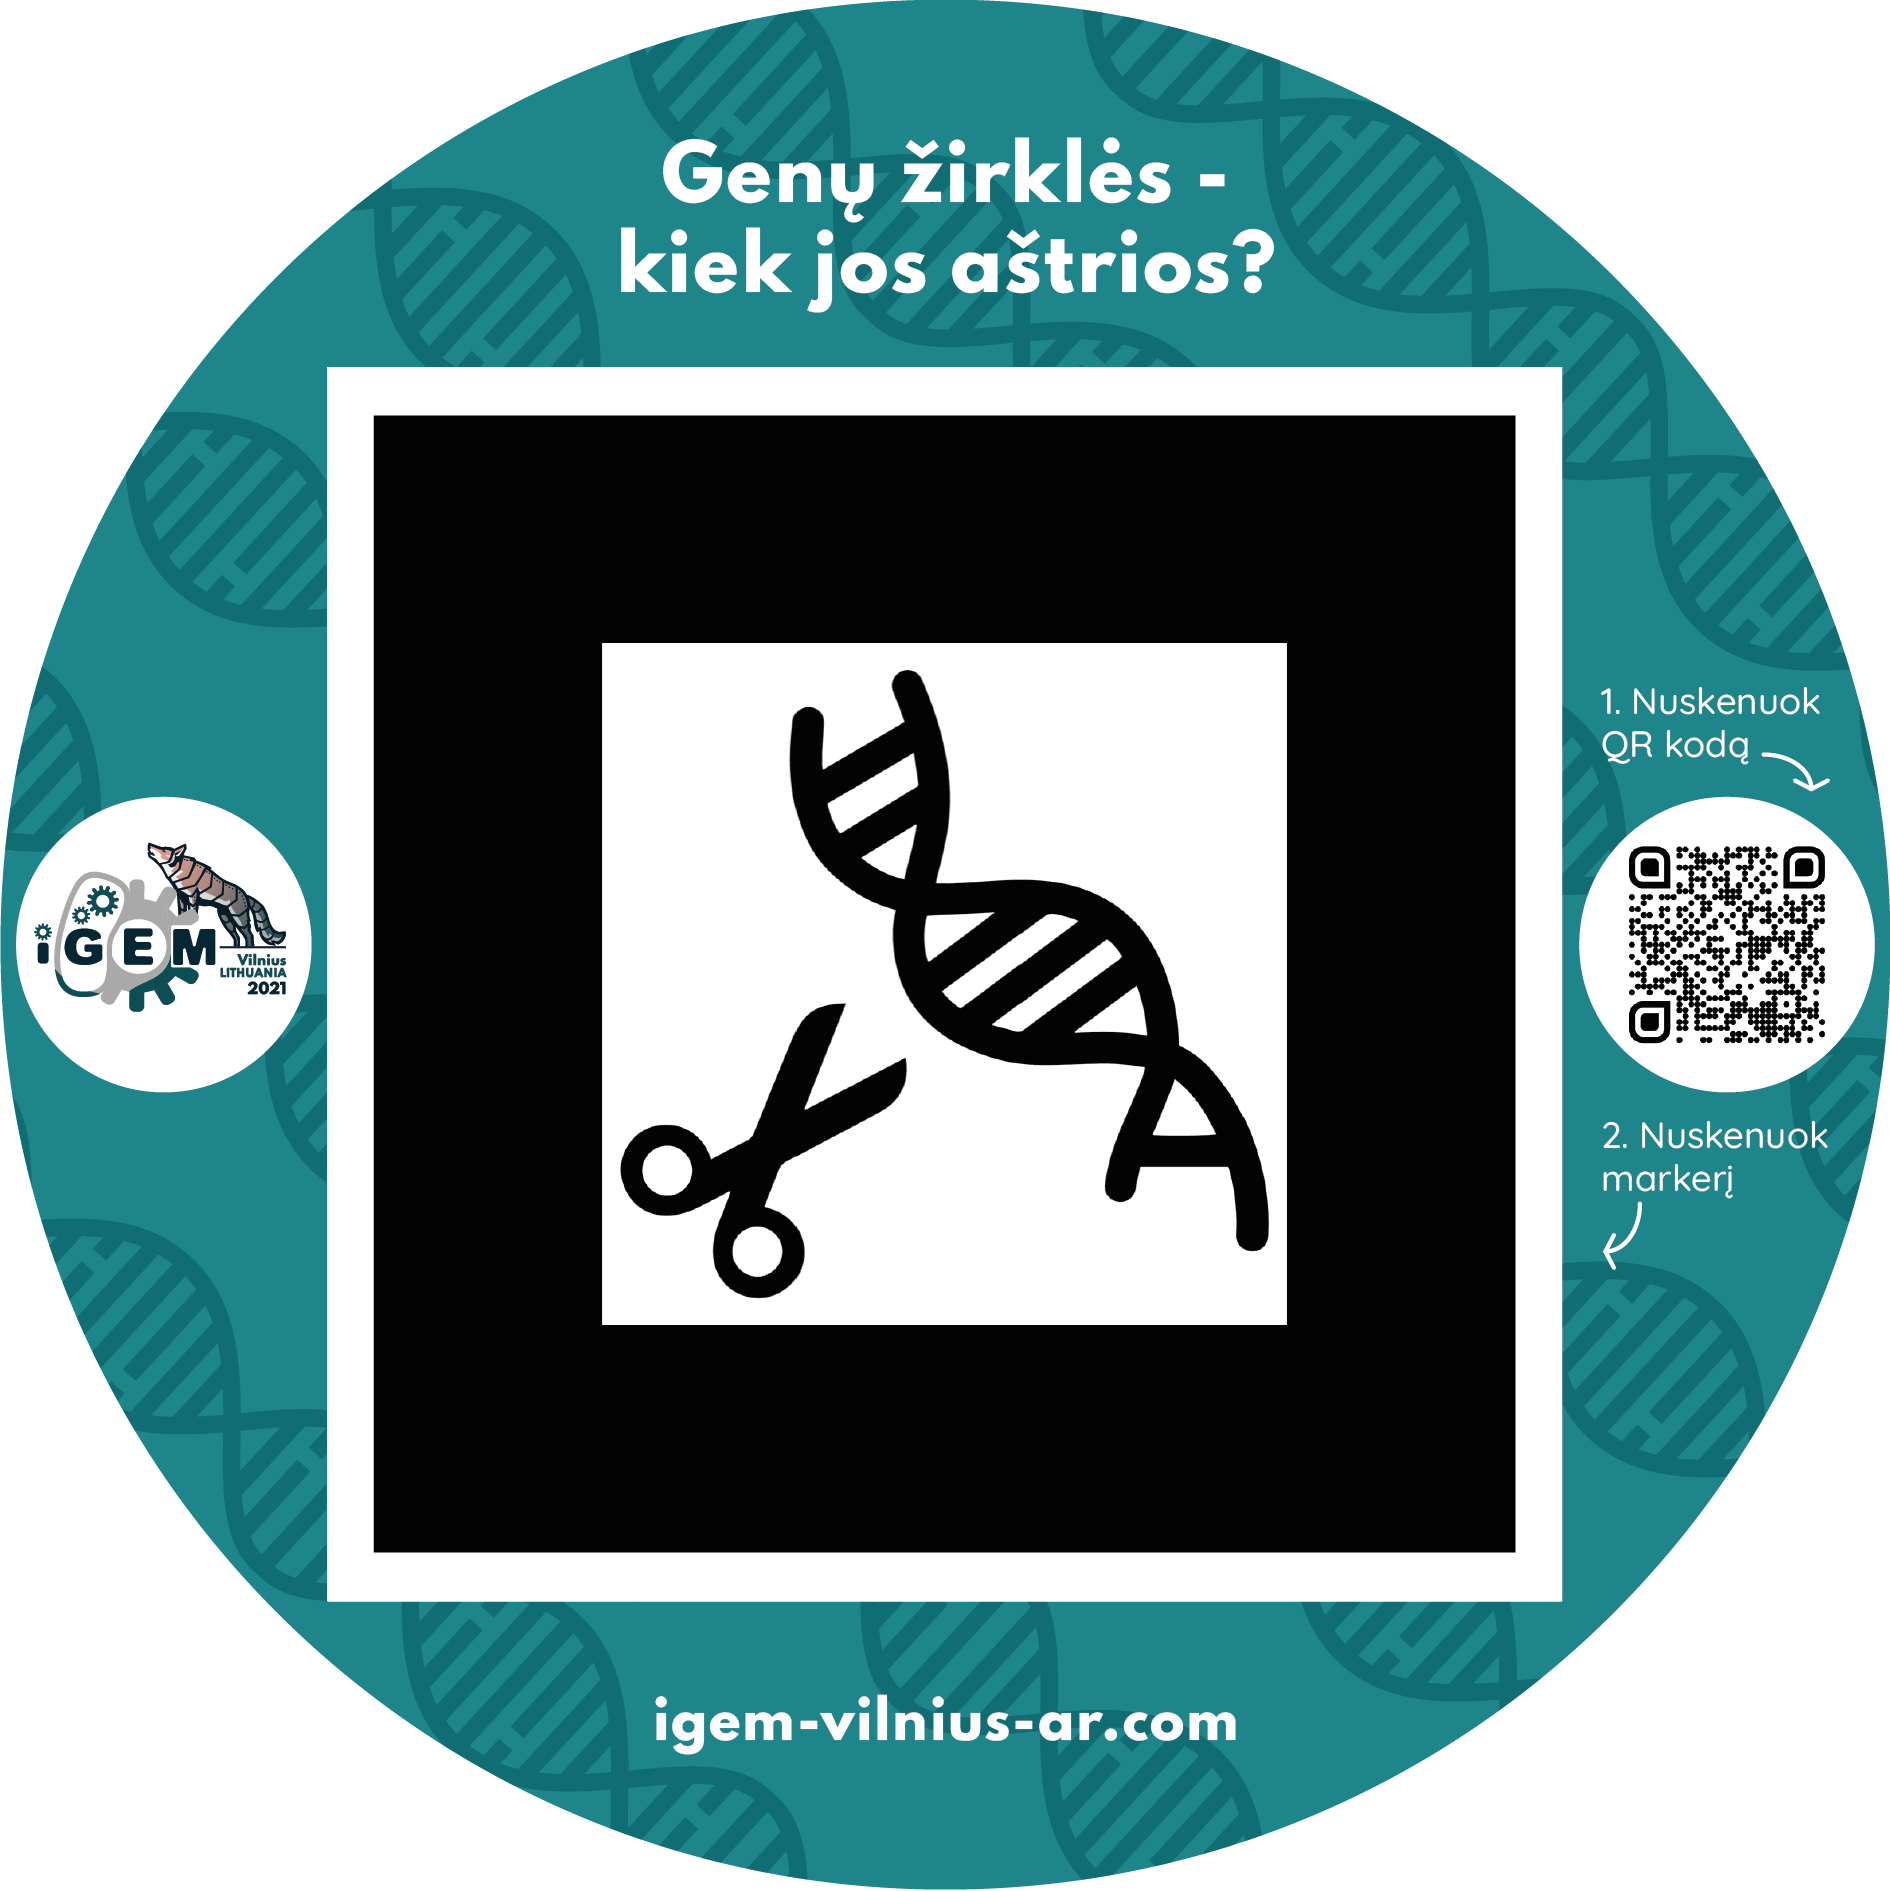 Genų žirklės -
kiek jos aštrios?
1. Nuskenuok
QR kodą
iGEM
Vilnius
LITHUANIA
2021
2. Nuskenuok
markerį
igem-vilnius-ar.com